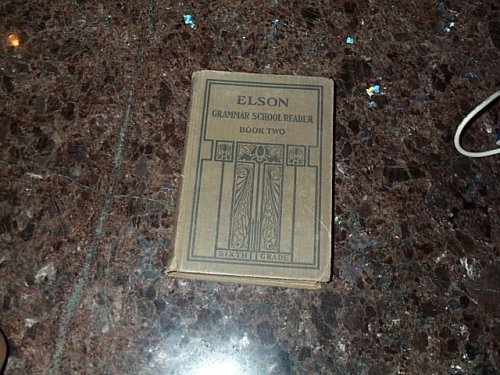 ELSON
GRAMMAR SCHOOL READER
BOOK TWO
SIXTH GRADE